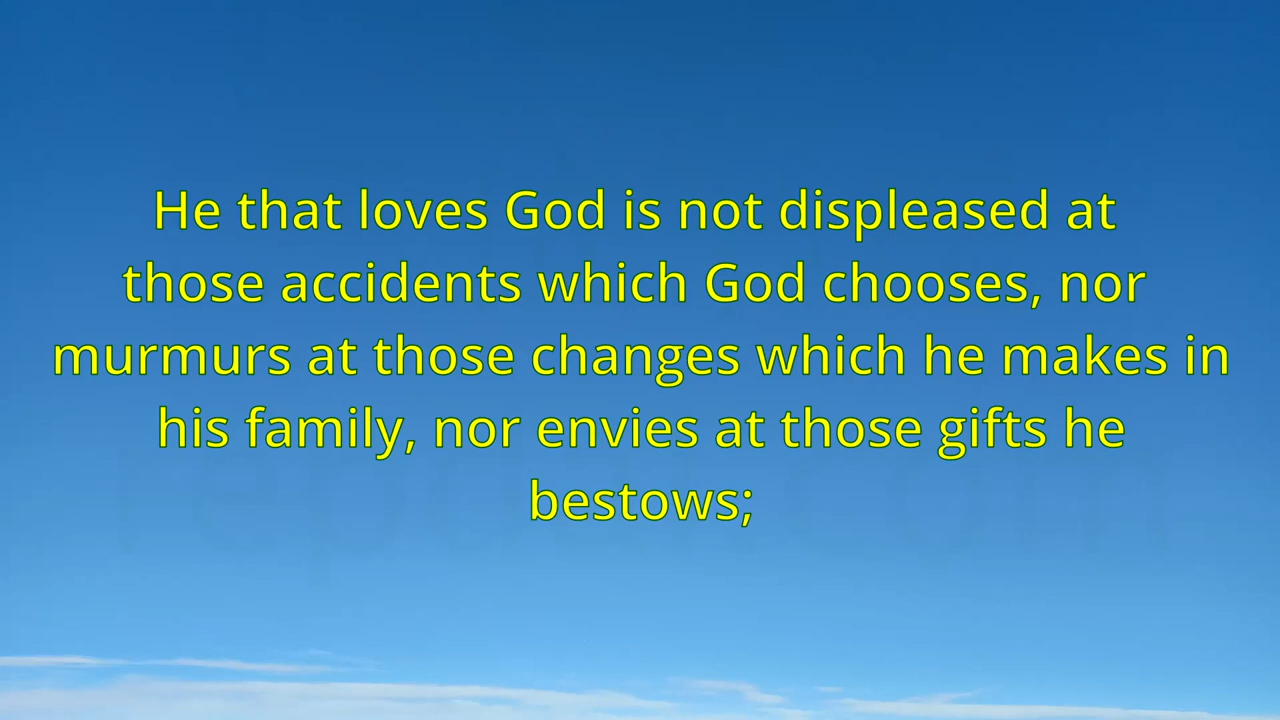 He that loves God is not displeased at
those accidents which God chooses, nor
murmurs at those changes which he makes in
his family, nor envies at those gifts he
bestows;